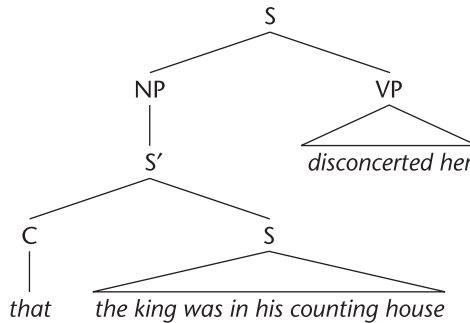 S
NP VP
S′ disconcerted her
C S
that the king was in his counting house